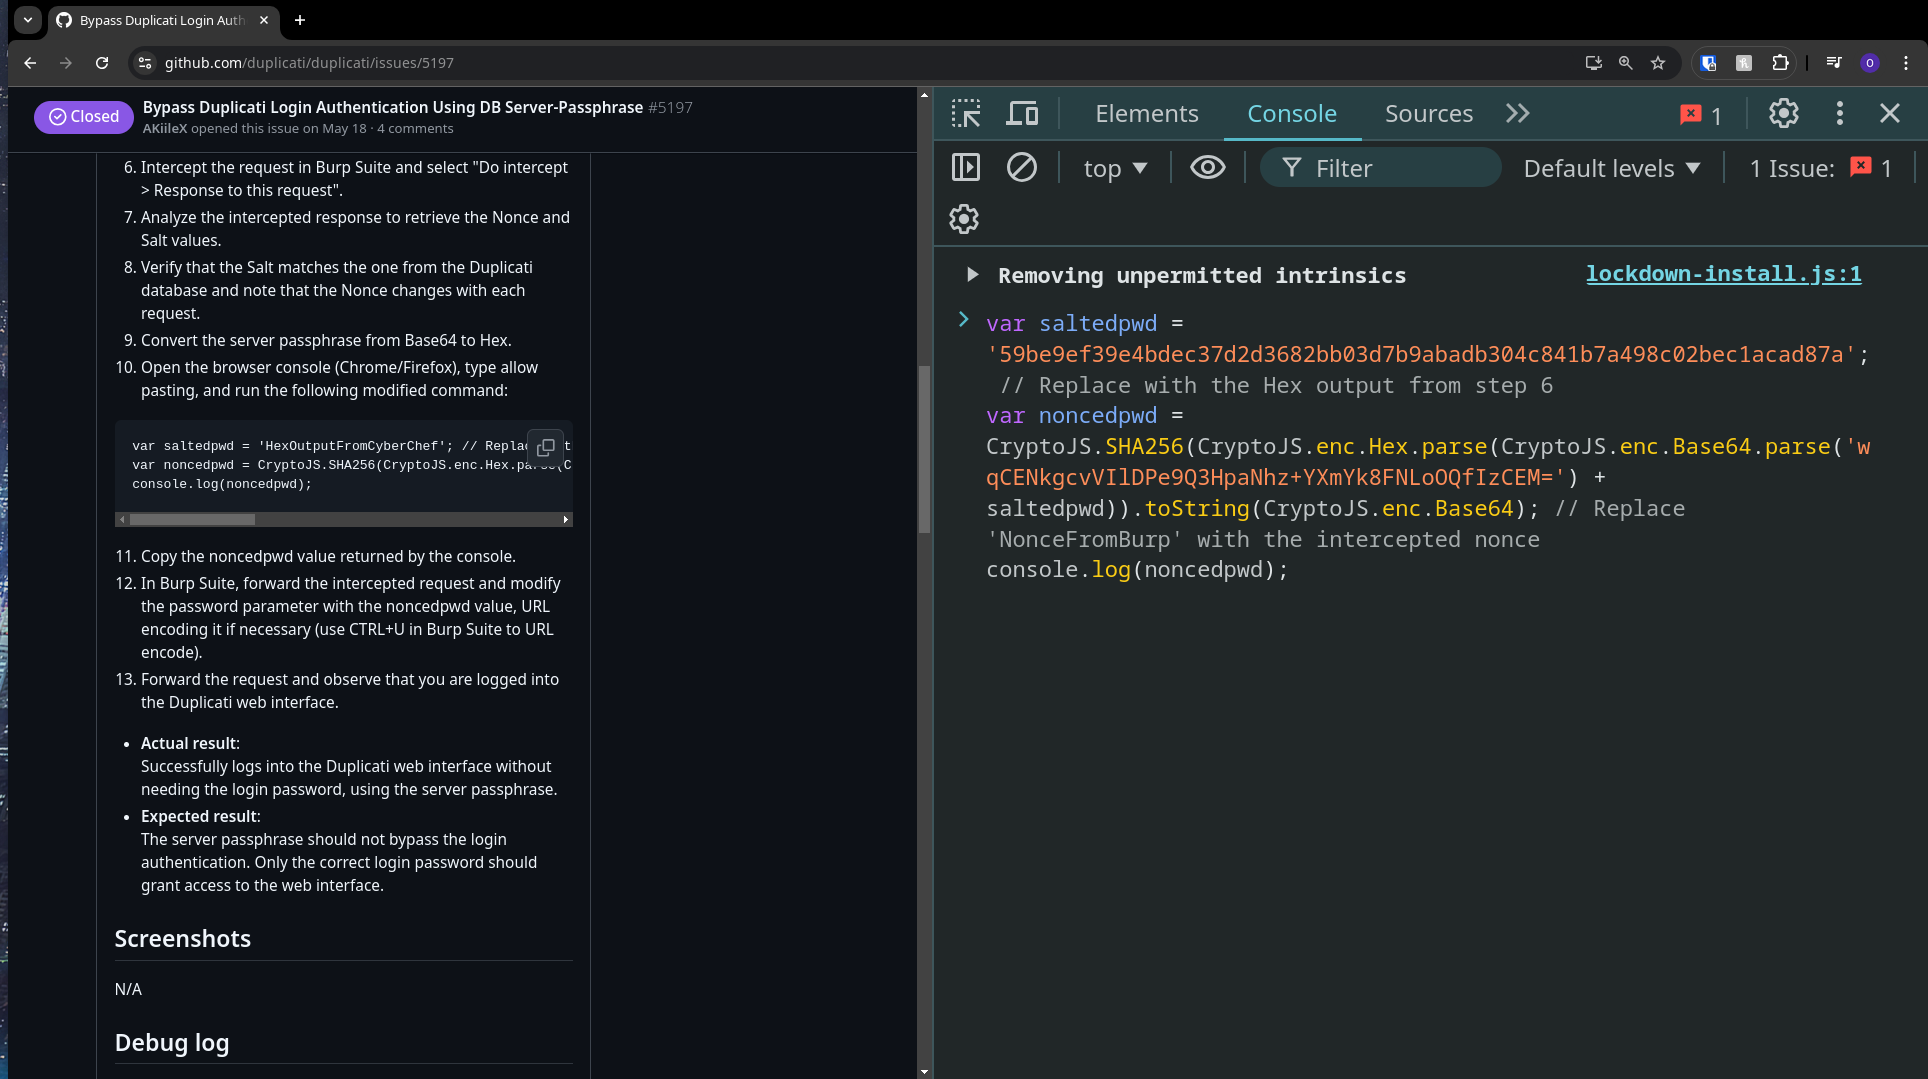 Bypass Duplicati Login Auth
github.com/duplicati/duplicati/issues/5197
O
Closed
Bypass Duplicati Login Authentication Using DB Server-Passphrase #5197
AKiileX opened this issue on May 18 · 4 comments
6. Intercept the request in Burp Suite and select "Do intercept
> Response to this request".
7. Analyze the intercepted response to retrieve the Nonce and
Salt values.
8. Verify that the Salt matches the one from the Duplicati
database and note that the Nonce changes with each
request.
9. Convert the server passphrase from Base64 to Hex.
10. Open the browser console (Chrome/Firefox), type allow
pasting, and run the following modified command:
var saltedpwd = 'HexOutputFromCyberChef'; // Replac t
var noncedpwd = CryptoJS.SHA256(CryptoJS.enc.Hex.parse(C
console.log(noncedpwd);
11. Copy the noncedpwd value returned by the console.
12. In Burp Suite, forward the intercepted request and modify
the password parameter with the noncedpwd value, URL
encoding it if necessary (use CTRL+U in Burp Suite to URL
encode).
13. Forward the request and observe that you are logged into
the Duplicati web interface.
• Actual result:
Successfully logs into the Duplicati web interface without
needing the login password, using the server passphrase.
• Expected result:
The server passphrase should not bypass the login
authentication. Only the correct login password should
grant access to the web interface.
Screenshots
N/A
Debug log
Elements Console Sources 1
top Filter Default levels 1 Issue: 1
Removing unpermitted intrinsics lockdown-install.js:1
var saltedpwd =
'59be9ef39e4bdec37d2d3682bb03d7b9abadb304c841b7a498c02bec1acad87a';
// Replace with the Hex output from step 6
var noncedpwd =
CryptoJS.SHA256(CryptoJS.enc.Hex.parse(CryptoJS.enc.Base64.parse('w
qCENkgcvVIlDPe9Q3HpaNhz+YXmYk8FNLoOQfIzCEM=') +
saltedpwd)).toString(CryptoJS.enc.Base64); // Replace
'NonceFromBurp' with the intercepted nonce
console.log(noncedpwd);